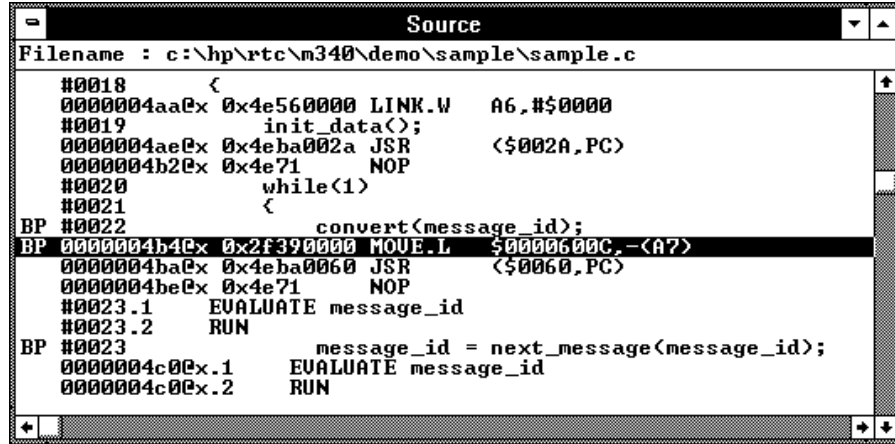 Source
Filename : c:\hp\rtc\m340\demo\sample\sample.c
#0018 {
0000004aa@x 0x4e560000 LINK.W A6,#$0000
#0019 init_data();
0000004ae@x 0x4eba002a JSR ($002A,PC)
0000004b2@x 0x4e71 NOP
#0020 while(1)
#0021 {
BP #0022 convert(message_id);
BP 0000004b4@x 0x2f390000 MOVE.L $0000600C,-(A7)
0000004ba@x 0x4eba0060 JSR ($0060,PC)
0000004be@x 0x4e71 NOP
#0023.1 EVALUATE message_id
#0023.2 RUN
BP #0023 message_id = next_message(message_id);
0000004c0@x.1 EVALUATE message_id
0000004c0@x.2 RUN